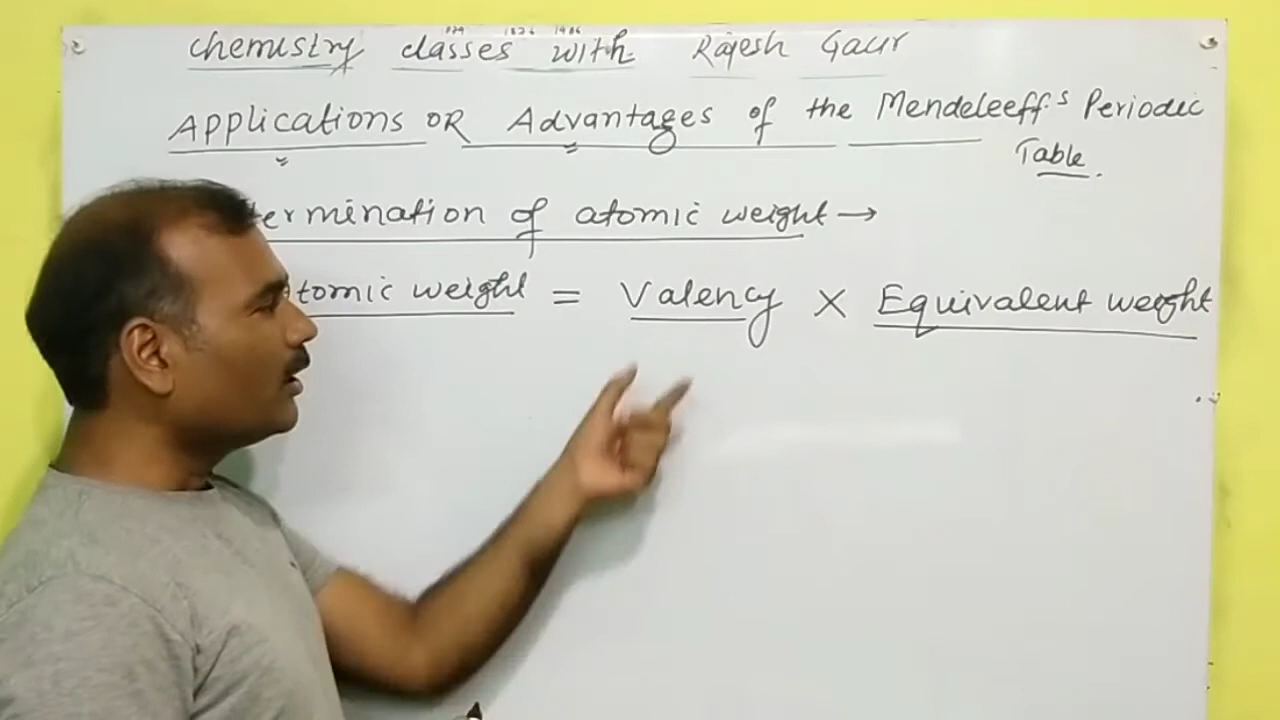 Chemistry classes with Rajesh Gaur
Applications OR Advantages of the Mendeleeff's Periodic
Table.
termination of atomic weight →
tomic weight = Valency × Equivalent weight